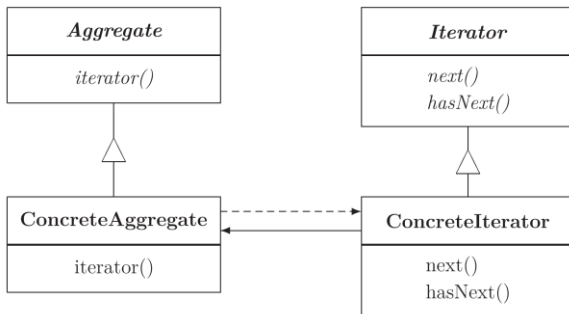 Aggregate
iterator()
Iterator
next()
hasNext()
ConcreteAggregate
iterator()
ConcreteIterator
next()
hasNext()